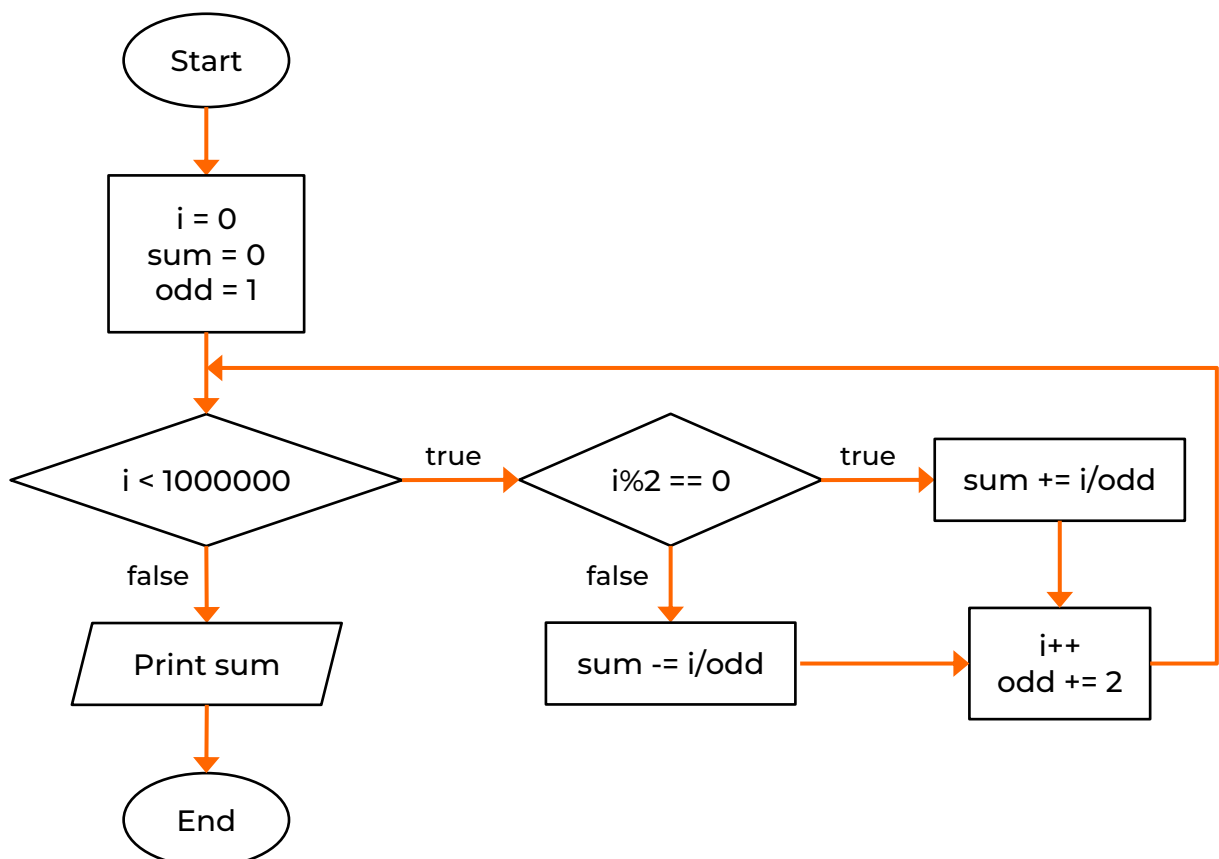 Start
i = 0
sum = 0
odd = 1
i < 1000000
true
i%2 == 0
true
sum += i/odd
false
false
Print sum
sum -= i/odd
i++
odd += 2
End